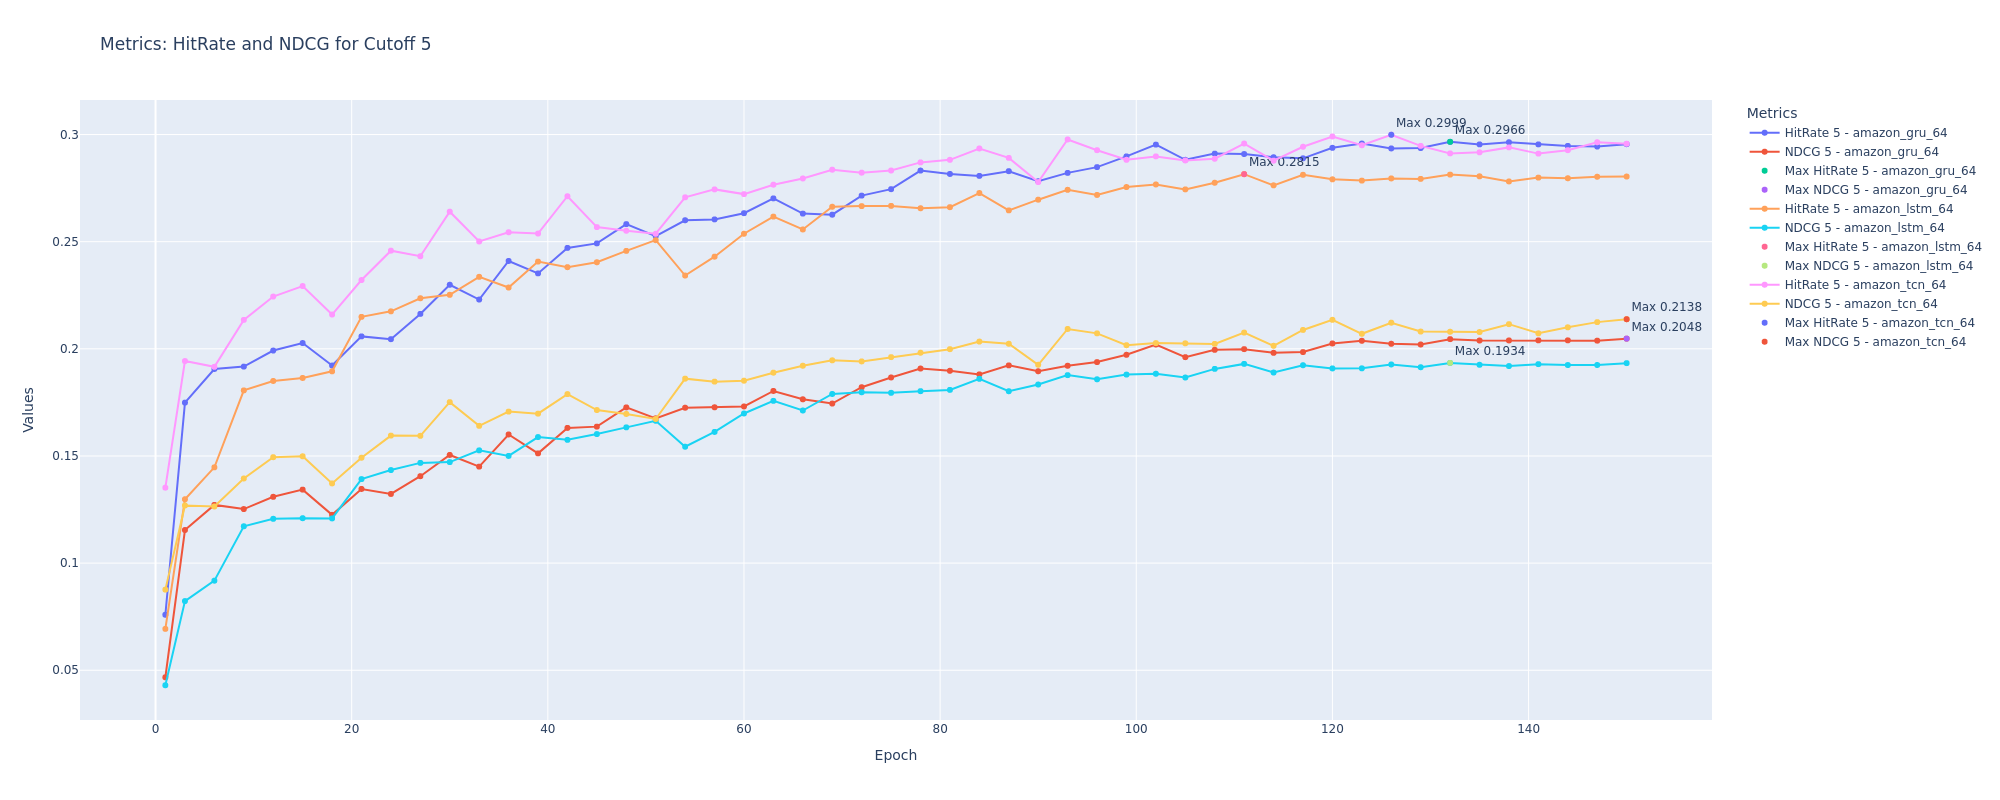 Metrics: HitRate and NDCG for Cutoff 5
Metrics
HitRate 5 - amazon_gru_64
NDCG 5 - amazon_gru_64
Max HitRate 5 - amazon_gru_64
Max NDCG 5 - amazon_gru_64
HitRate 5 - amazon_lstm_64
NDCG 5 - amazon_lstm_64
Max HitRate 5 - amazon_lstm_64
Max NDCG 5 - amazon_lstm_64
HitRate 5 - amazon_tcn_64
NDCG 5 - amazon_tcn_64
Max HitRate 5 - amazon_tcn_64
Max NDCG 5 - amazon_tcn_64
Max 0.2999
Max 0.2966
Max 0.2815
Max 0.2138
Max 0.2048
Max 0.1934
Values
0.3
0.25
0.2
0.15
0.1
0.05
0 20 40 60 80 100 120 140
Epoch